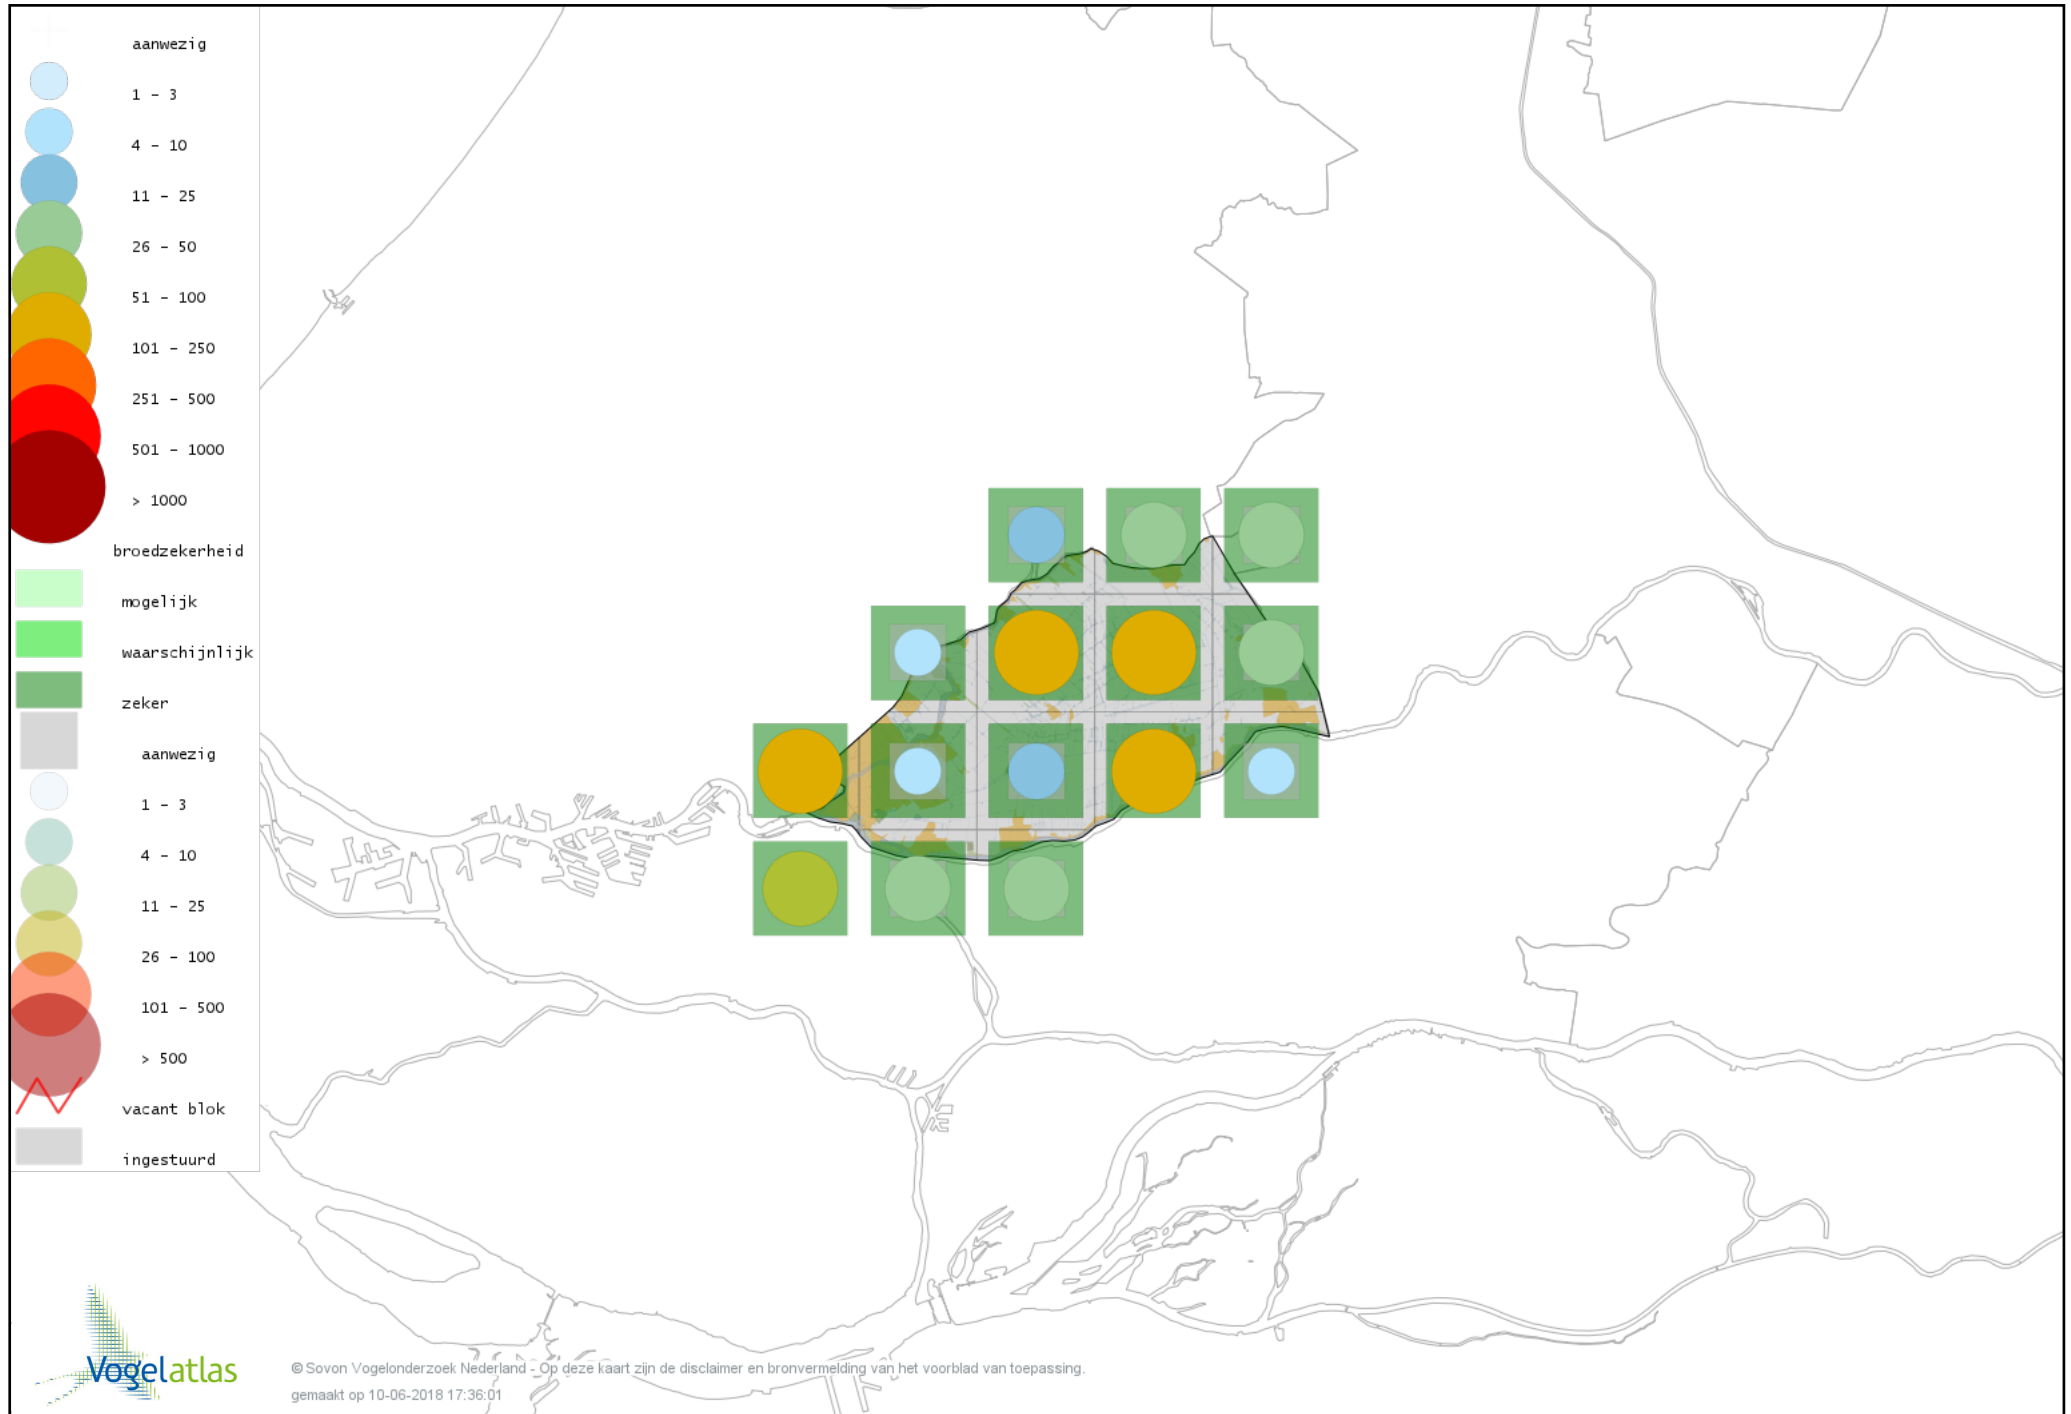 aanwezig
1 – 3
4 – 10
11 – 25
26 – 50
51 – 100
101 – 250
251 – 500
501 – 1000
> 1000
broedzekerheid
mogelijk
waarschijnlijk
zeker
aanwezig
1 – 3
4 – 10
11 – 25
26 – 100
101 – 500
> 500
vacant blok
ingestuurd
Vogelatlas
© Sovon Vogelonderzoek Nederland - Op deze kaart zijn de disclaimer en bronvermelding van het voorblad van toepassing.
gemaakt op 10-06-2018 17:36:01